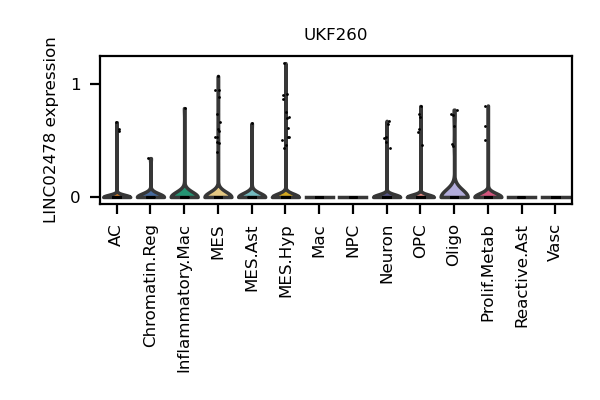 UKF260
LINC02478 expression
1
0
AC
Chromatin.Reg
Inflammatory.Mac
MES
MES.Ast
MES.Hyp
Mac
NPC
Neuron
OPC
Oligo
Prolif.Metab
Reactive.Ast
Vasc